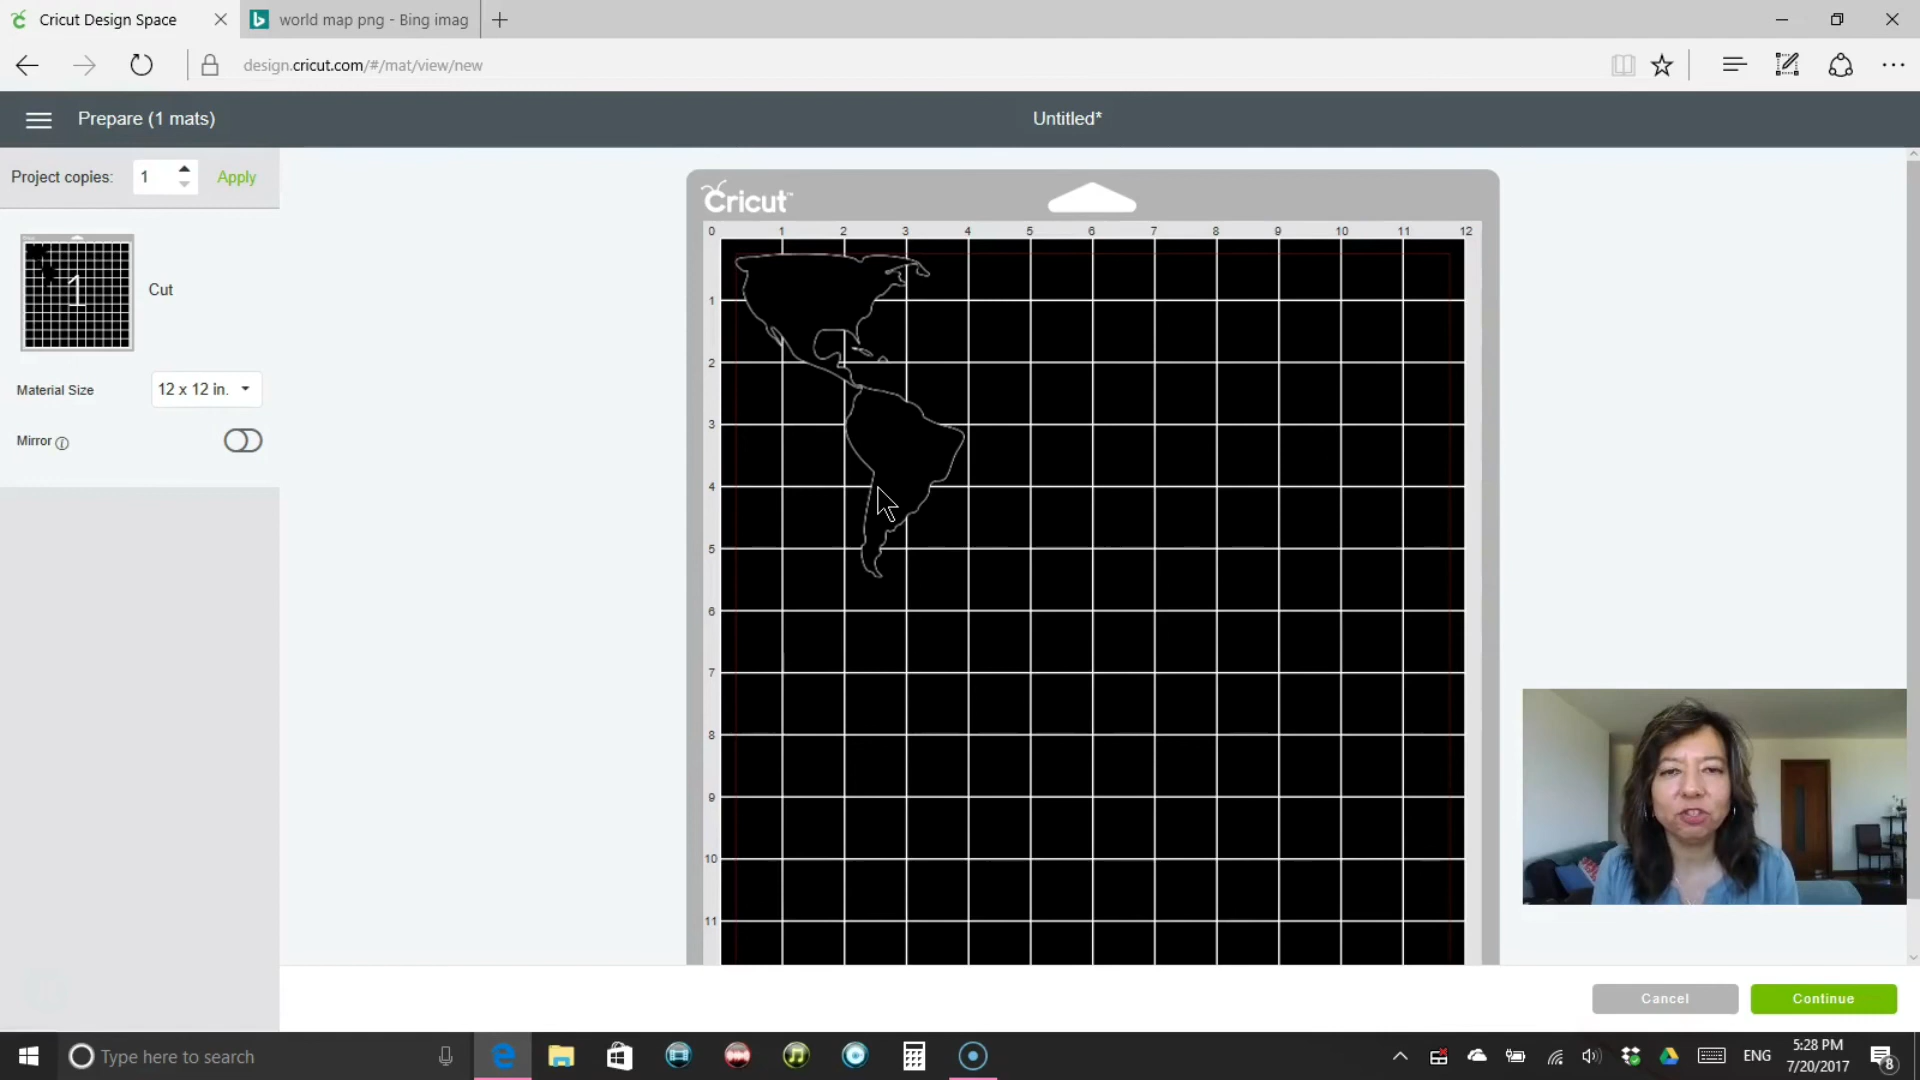 Cricut Design Space
world map png - Bing imag
design.cricut.com/#/mat/view/new
Prepare (1 mats)
Untitled*
Project copies: 1 Apply
Cricut™
0 1 2 3 4 5 6 7 8 9 10 11 12
1
2
3
4
5
6
7
8
9
10
11
1
Cut
Material Size 12 x 12 in.
Mirror
Cancel Continue
Type here to search
ENG
5:28 PM
7/20/2017
8